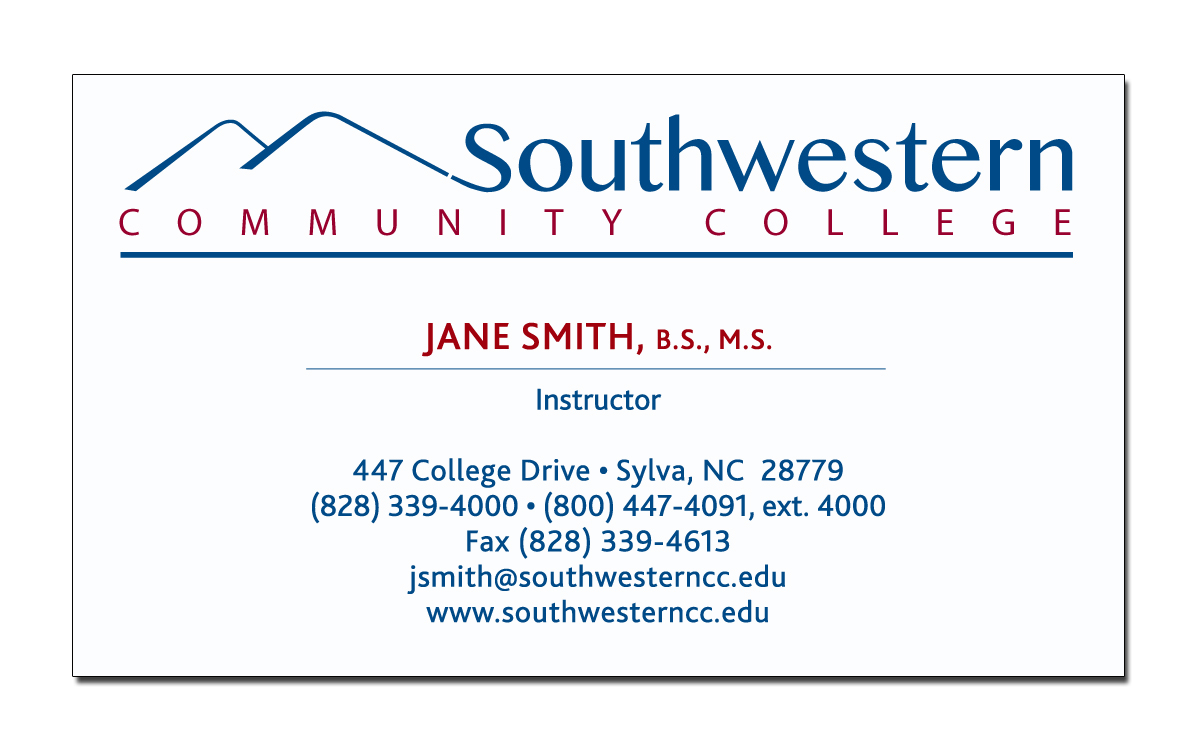 Southwestern
COMMUNITY COLLEGE
JANE SMITH, B.S., M.S.
Instructor
447 College Drive • Sylva, NC  28779
(828) 339-4000 • (800) 447-4091, ext. 4000
Fax (828) 339-4613
jsmith@southwesterncc.edu
www.southwesterncc.edu